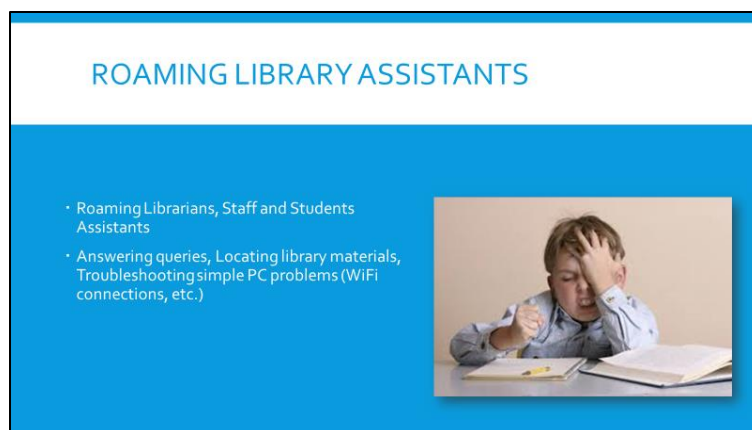 ROAMING LIBRARY ASSISTANTS
Roaming Librarians, Staff and Students
Assistants
Answering queries, Locating library materials,
Troubleshooting simple PC problems (WiFi
connections, etc.)